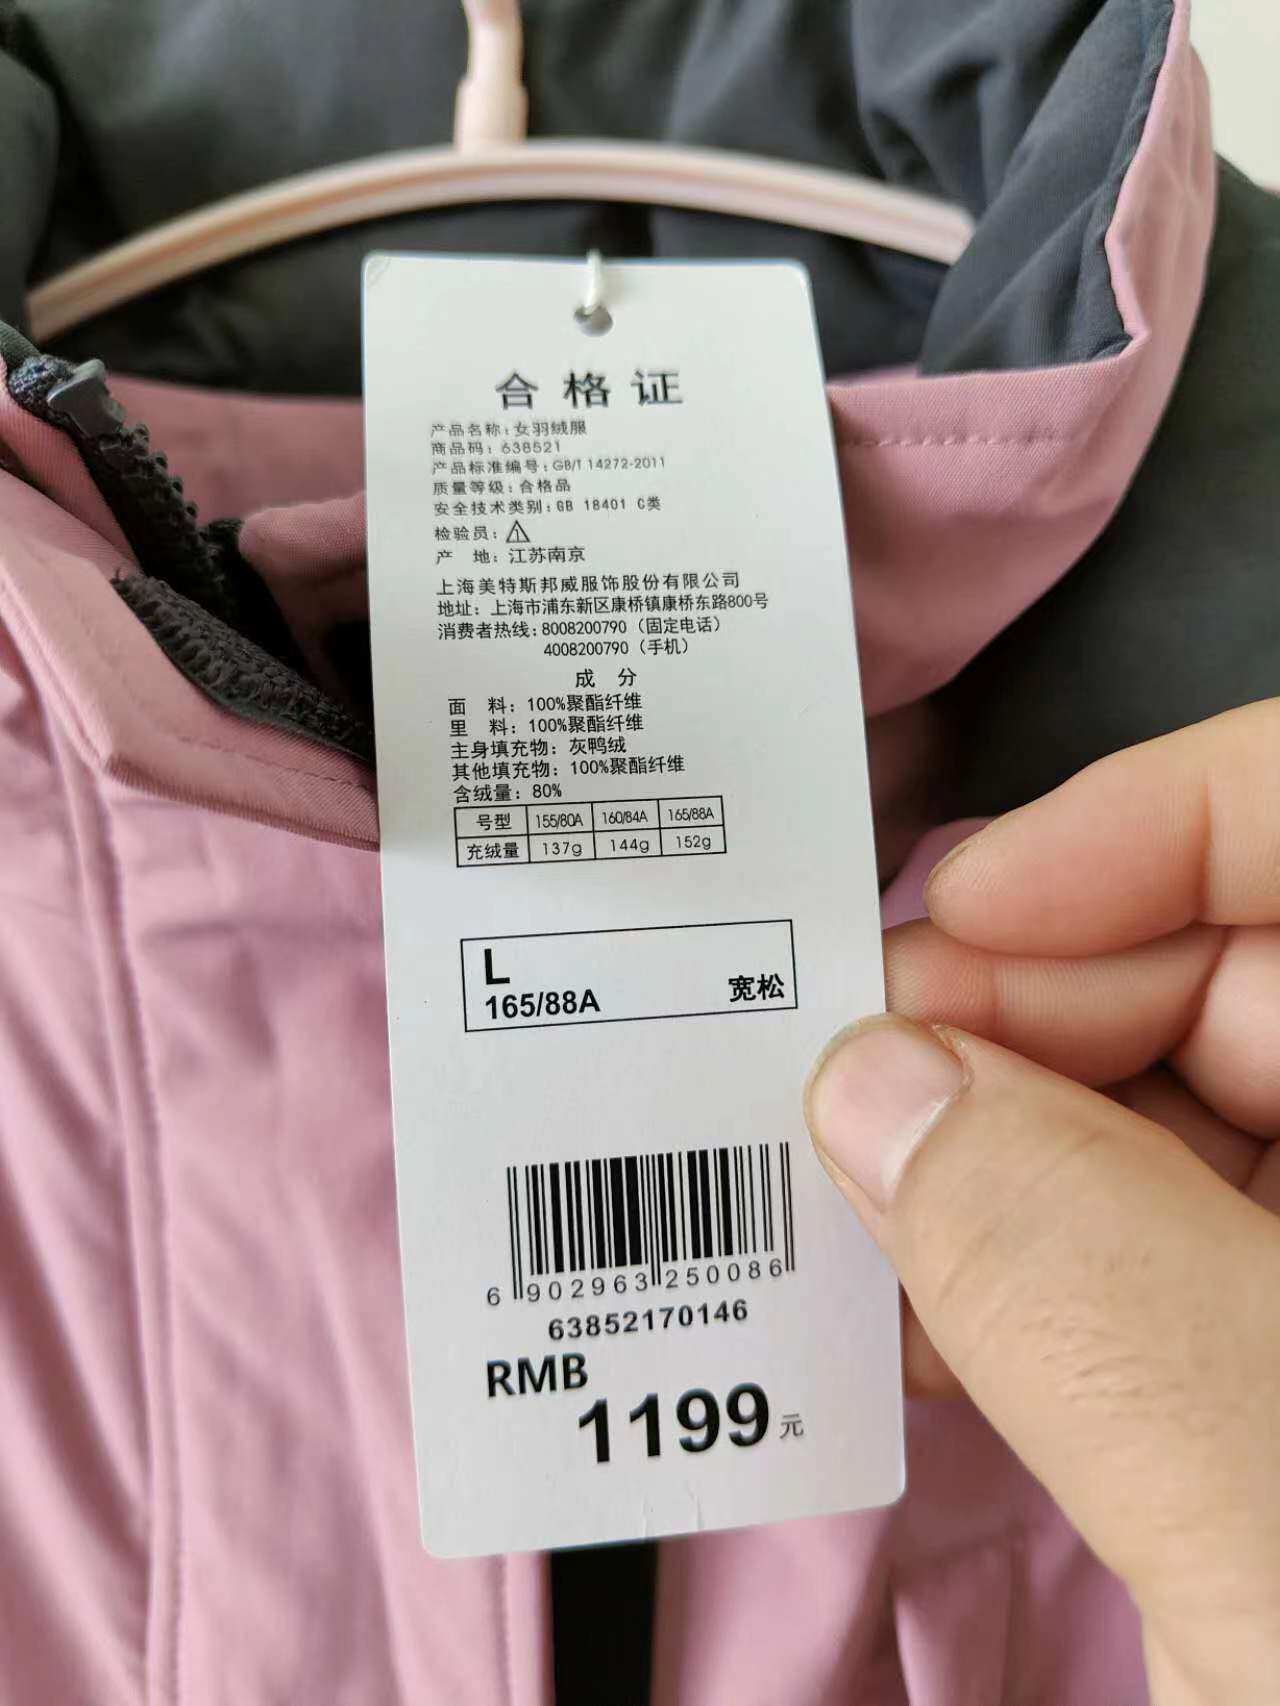 合格证
产品名称：女羽绒服
商品码：638521
产品标准编号：GB/T 14272-2011
质量等级：合格品
安全技术类别：GB 18401 C类
检验员：1
产 地：江苏南京
上海美特斯邦威服饰股份有限公司
地址：上海市浦东新区康桥镇康桥东路800号
消费者热线：8008200790（固定电话）
4008200790（手机）
成 分
面 料：100%聚酯纤维
里 料：100%聚酯纤维
主身填充物：灰鸭绒
其他填充物：100%聚酯纤维
含绒量：80%
号型 155/80A 160/84A 165/88A
充绒量 137g 144g 152g
L
165/88A 宽松
6 902963 250086
63852170146
RMB
1199元